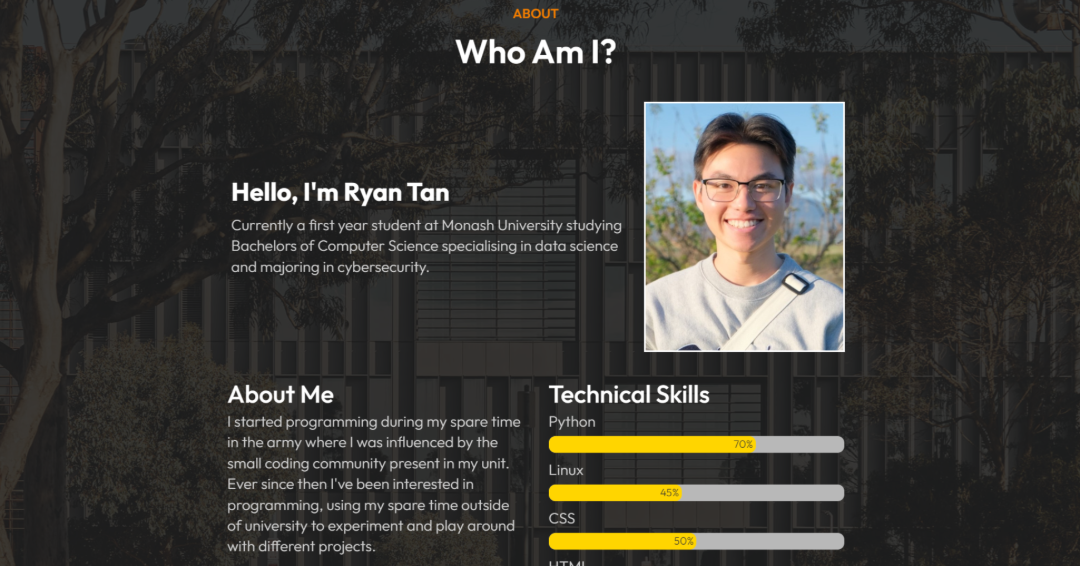 ABOUT
Who Am I?
Hello, I'm Ryan Tan
Currently a first year student at Monash University studying
Bachelors of Computer Science specialising in data science
and majoring in cybersecurity.
About Me
I started programming during my spare time
in the army where I was influenced by the
small coding community present in my unit.
Ever since then I've been interested in
programming, using my spare time outside
of university to experiment and play around
with different projects.
Technical Skills
Python
70%
Linux
45%
CSS
50%
HTML